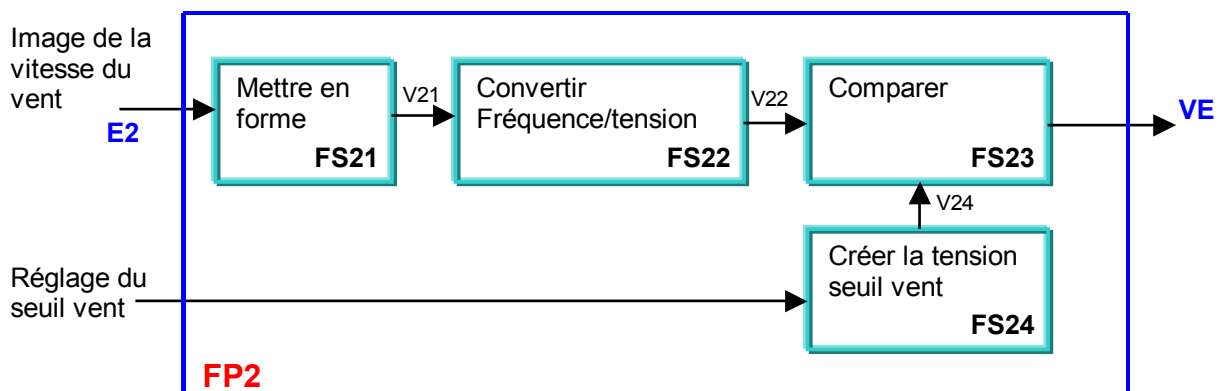 Image de la
vitesse du
vent
E2
Mettre en
forme
FS21
V21
Convertir
Fréquence/tension
FS22
V22
Comparer
FS23
VE
V24
Réglage du
seuil vent
Créer la tension
seuil vent
FS24
FP2